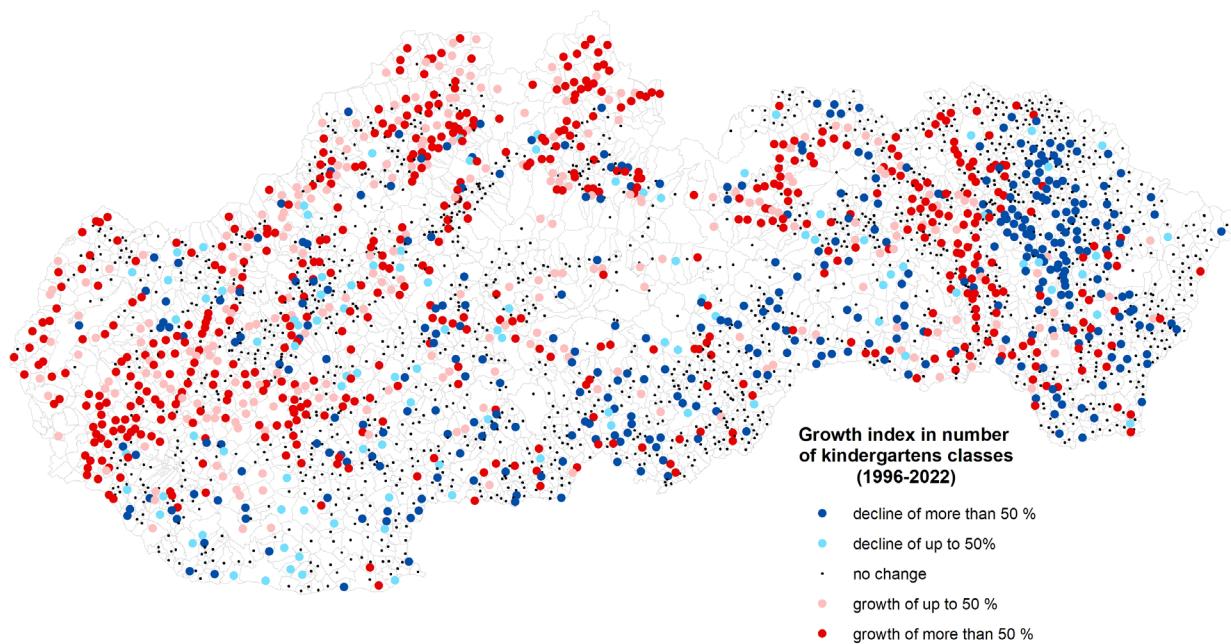 Growth index in number
of kindergartens classes
(1996-2022)
decline of more than 50 %
decline of up to 50%
no change
growth of up to 50 %
growth of more than 50 %